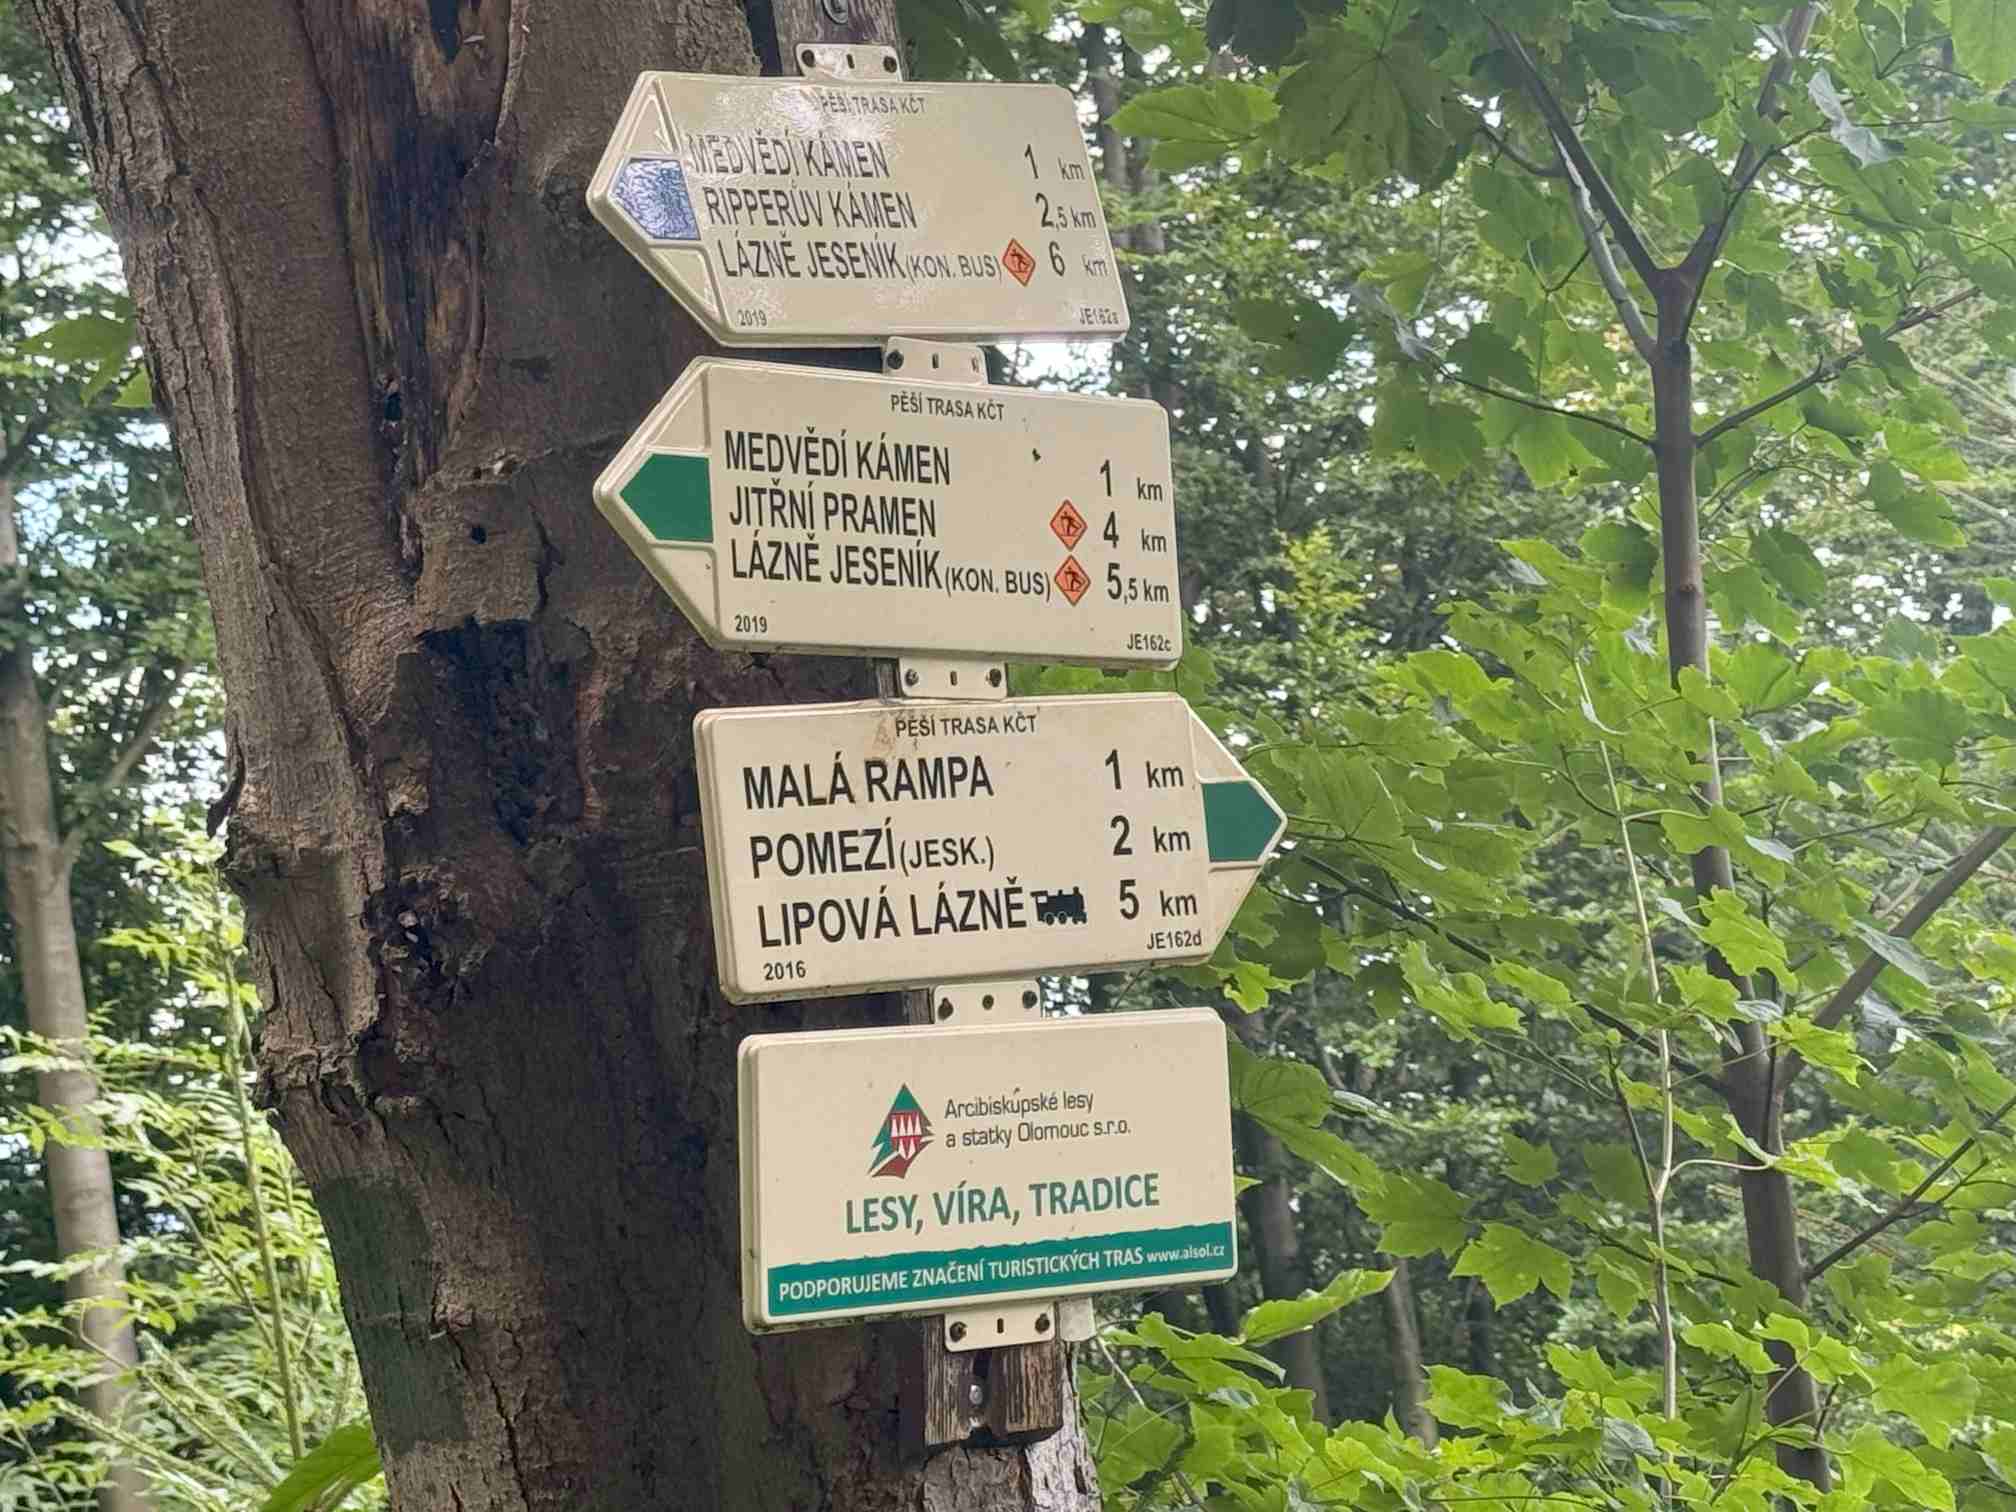 PĚŠÍ TRASA KČT
MEDVĚDÍ KÁMEN 1 km
RIPPERŮV KÁMEN 2,5 km
LÁZNĚ JESENÍK (KON. BUS) 6 km
2019 JE162a
PĚŠÍ TRASA KČT
MEDVĚDÍ KÁMEN 1 km
JITŘNÍ PRAMEN 4 km
LÁZNĚ JESENÍK (KON. BUS) 5,5 km
2019 JE162c
PĚŠÍ TRASA KČT
MALÁ RAMPA 1 km
POMEZÍ (JESK.) 2 km
LIPOVÁ LÁZNĚ 5 km
2016 JE162d
Arcibiskupské lesy
a statky Olomouc s.r.o.
LESY, VÍRA, TRADICE
PODPORUJEME ZNAČENÍ TURISTICKÝCH TRAS www.alsol.cz